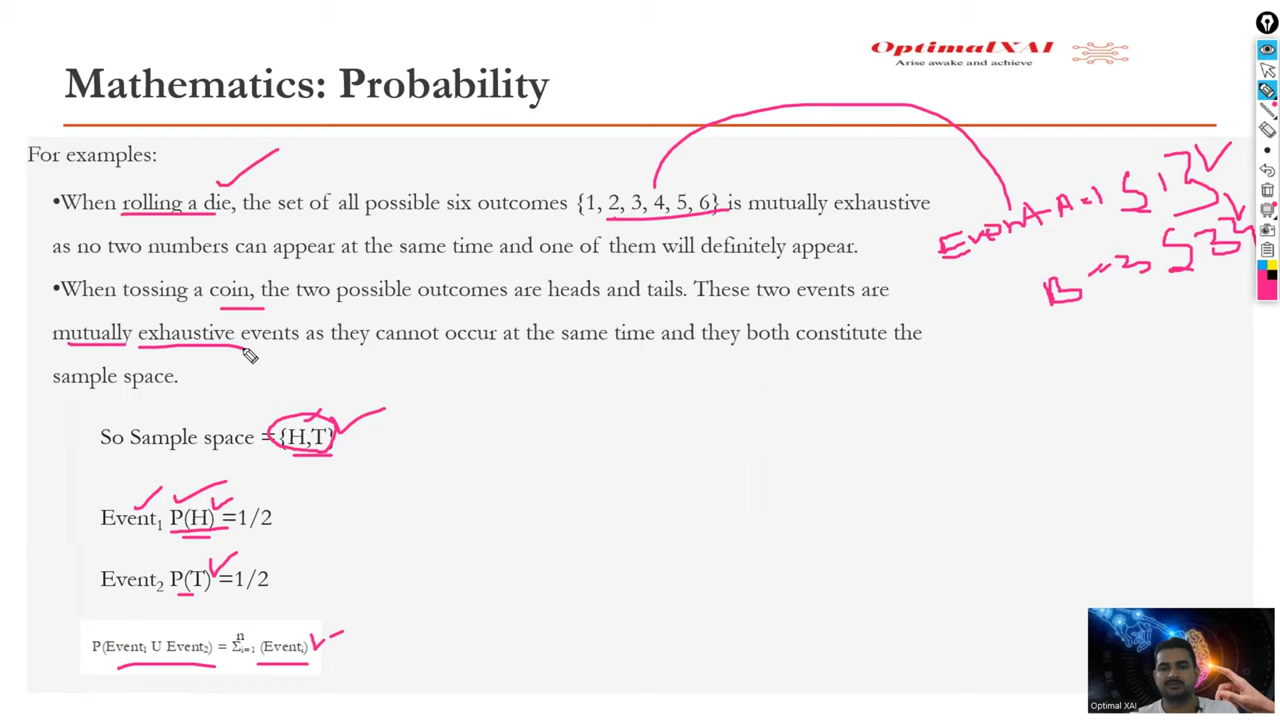 OptimalXAI
Arise awake and achieve
Mathematics: Probability
For examples:
•When rolling a die, the set of all possible six outcomes {1, 2, 3, 4, 5, 6} is mutually exhaustive
as no two numbers can appear at the same time and one of them will definitely appear.
•When tossing a coin, the two possible outcomes are heads and tails. These two events are
mutually exhaustive events as they cannot occur at the same time and they both constitute the
sample space.
So Sample space ={H,T}
Event₁ P(H) =1/2
Event₂ P(T) =1/2
P(Event₁ U Event₂) = Σⁿᵢ₌₁ (Eventᵢ)
Event A
B
Optimal XAI